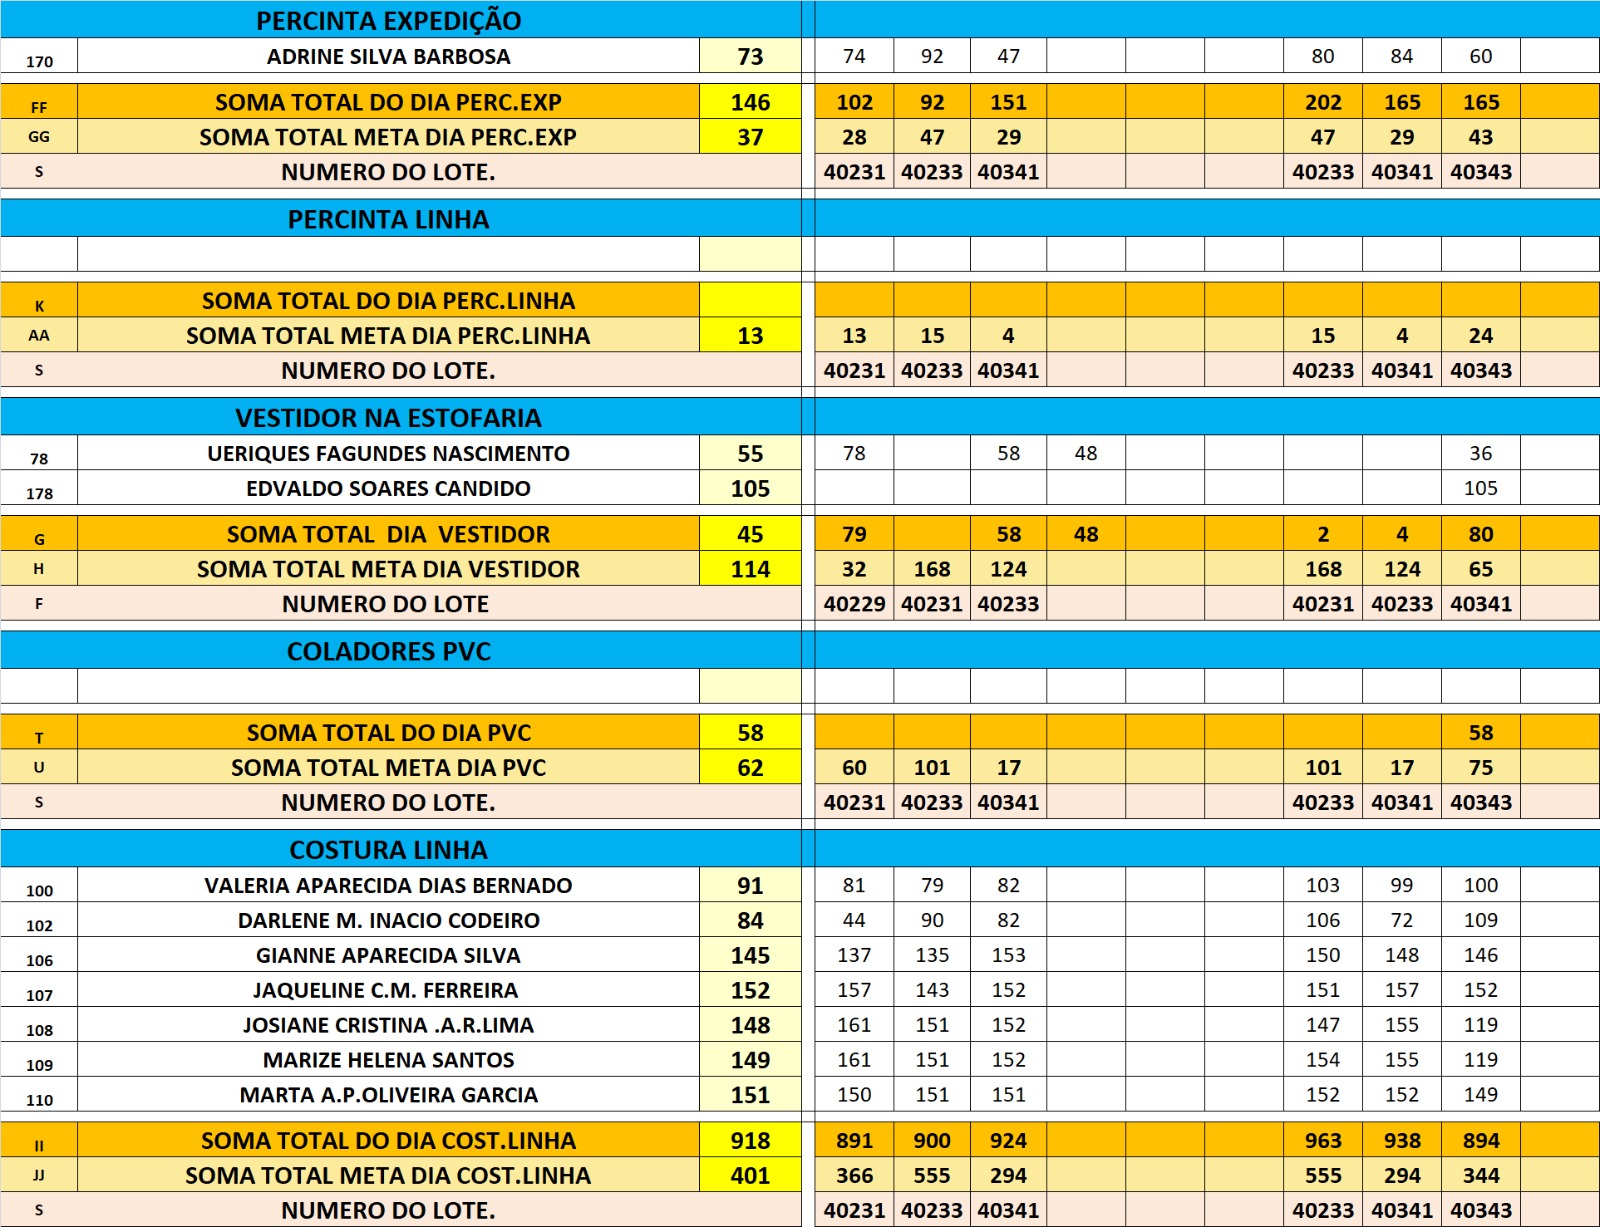 PERCINTA EXPEDIÇÃO
170 ADRINE SILVA BARBOSA 73 74 92 47 80 84 60
FF SOMA TOTAL DO DIA PERC.EXP 146 102 92 151 202 165 165
GG SOMA TOTAL META DIA PERC.EXP 37 28 47 29 47 29 43
S NUMERO DO LOTE. 40231 40233 40341 40233 40341 40343
PERCINTA LINHA
K SOMA TOTAL DO DIA PERC.LINHA
AA SOMA TOTAL META DIA PERC.LINHA 13 13 15 4 15 4 24
S NUMERO DO LOTE. 40231 40233 40341 40233 40341 40343
VESTIDOR NA ESTOFARIA
78 UERIQUES FAGUNDES NASCIMENTO 55 78 58 48 36
178 EDVALDO SOARES CANDIDO 105 105
G SOMA TOTAL DIA VESTIDOR 45 79 58 48 2 4 80
H SOMA TOTAL META DIA VESTIDOR 114 32 168 124 168 124 65
F NUMERO DO LOTE 40229 40231 40233 40231 40233 40341
COLADORES PVC
T SOMA TOTAL DO DIA PVC 58 58
U SOMA TOTAL META DIA PVC 62 60 101 17 101 17 75
S NUMERO DO LOTE. 40231 40233 40341 40233 40341 40343
COSTURA LINHA
100 VALERIA APARECIDA DIAS BERNADO 91 81 79 82 103 99 100
102 DARLENE M. INACIO CODEIRO 84 44 90 82 106 72 109
106 GIANNE APARECIDA SILVA 145 137 135 153 150 148 146
107 JAQUELINE C.M. FERREIRA 152 157 143 152 151 157 152
108 JOSIANE CRISTINA .A.R.LIMA 148 161 151 152 147 155 119
109 MARIZE HELENA SANTOS 149 161 151 152 154 155 119
110 MARTA A.P.OLIVEIRA GARCIA 151 150 151 151 152 152 149
II SOMA TOTAL DO DIA COST.LINHA 918 891 900 924 963 938 894
JJ SOMA TOTAL META DIA COST.LINHA 401 366 555 294 555 294 344
S NUMERO DO LOTE. 40231 40233 40341 40233 40341 40343